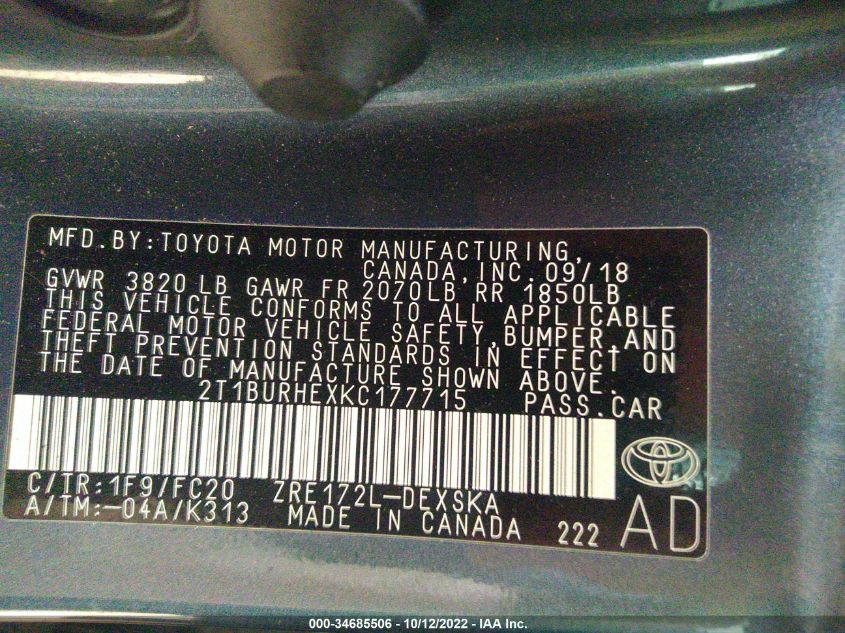 MFD.BY:TOYOTA MOTOR MANUFACTURING,
CANADA,INC. 09/18
GVWR 3820 LB GAWR FR 2070LB RR 1850LB
THIS VEHICLE CONFORMS TO ALL APPLICABLE
FEDERAL MOTOR VEHICLE SAFETY,BUMPER,AND
THEFT PREVENTION STANDARDS IN EFFECT ON
THE DATE OF MANUFACTURE SHOWN ABOVE.
2T1BURHEXKC177715 PASS.CAR
C/TR:1F9/FC20 ZRE172L-DEXSKA
A/TM:-04A/K313 MADE IN CANADA 222 AD
000-34685506 - 10/12/2022 - IAA Inc.